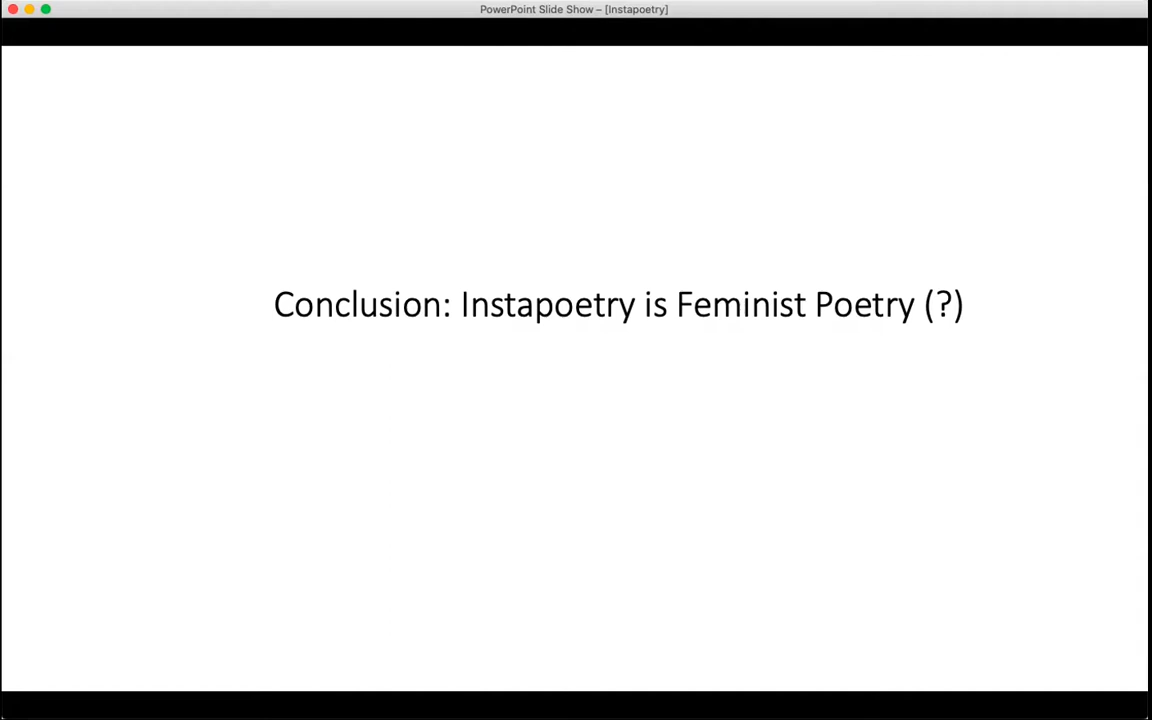 PowerPoint Slide Show – [Instapoetry]
Conclusion: Instapoetry is Feminist Poetry (?)